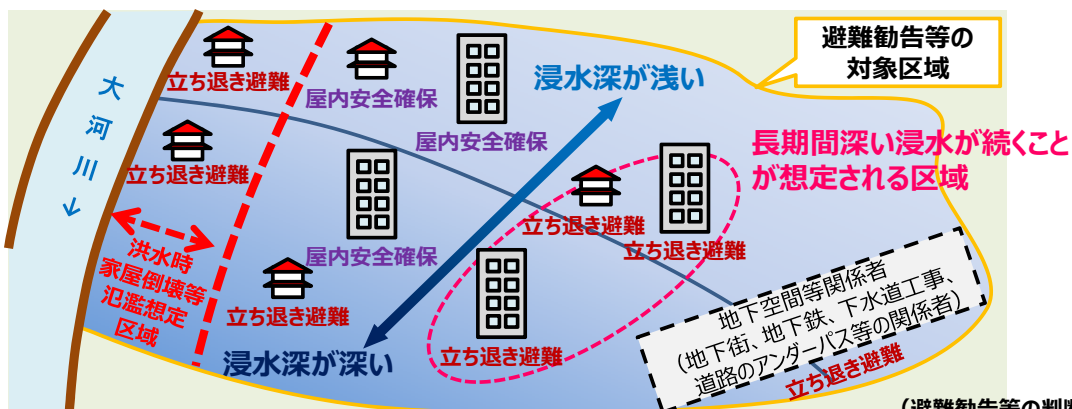 避難勧告等の
対象区域
立ち退き避難
屋内安全確保
浸水深が浅い
大河川↓
屋内安全確保
長期間深い浸水が続くこと
が想定される区域
立ち退き避難
立ち退き避難
立ち退き避難
屋内安全確保
洪水時
家屋倒壊等
氾濫想定
区域
立ち退き避難
浸水深が深い
立ち退き避難
地下空間等関係者
(地下街、地下鉄、下水道工事、
道路のアンダーパス等の関係者)
立ち退き避難
(避難勧告等の判断